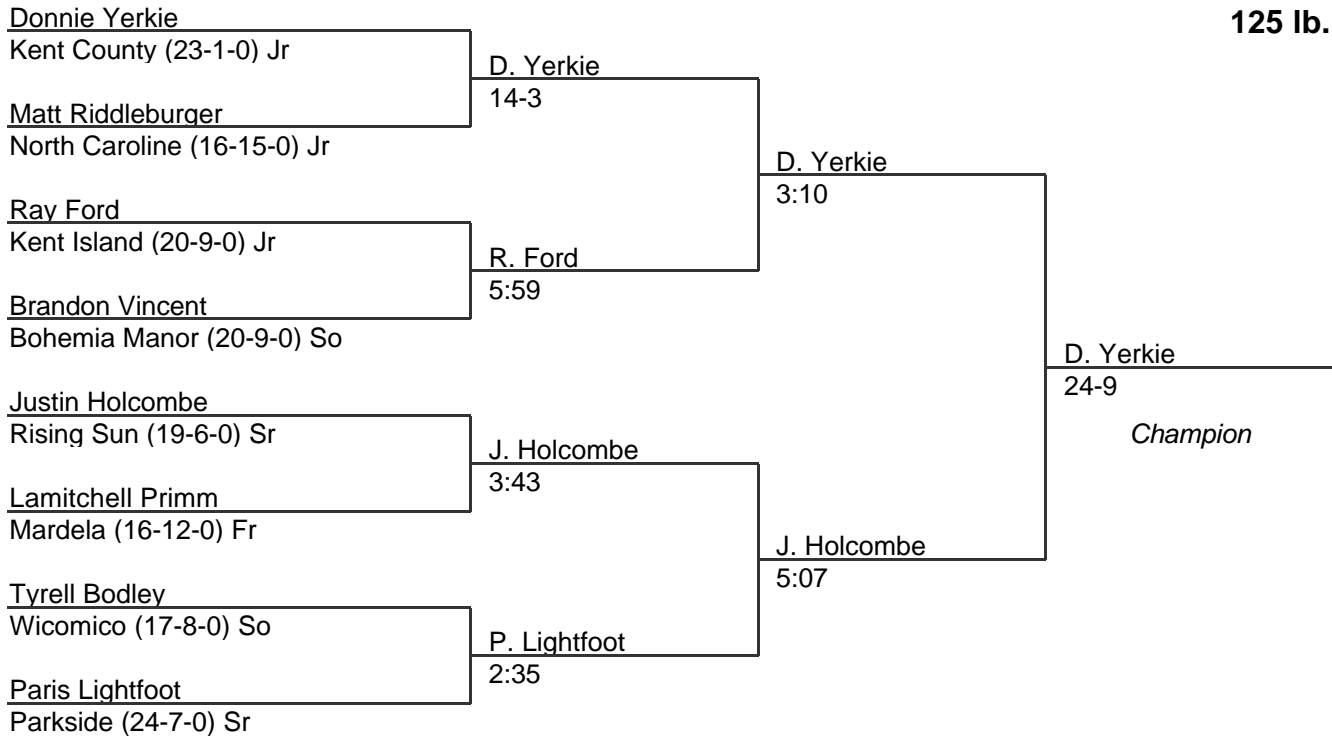 125 lb.
Donnie Yerkie
Kent County (23-1-0) Jr
D. Yerkie
14-3
Matt Riddleburger
North Caroline (16-15-0) Jr
D. Yerkie
3:10
Ray Ford
Kent Island (20-9-0) Jr
R. Ford
5:59
Brandon Vincent
Bohemia Manor (20-9-0) So
D. Yerkie
24-9
Champion
Justin Holcombe
Rising Sun (19-6-0) Sr
J. Holcombe
3:43
Lamitchell Primm
Mardela (16-12-0) Fr
J. Holcombe
5:07
Tyrell Bodley
Wicomico (17-8-0) So
P. Lightfoot
2:35
Paris Lightfoot
Parkside (24-7-0) Sr